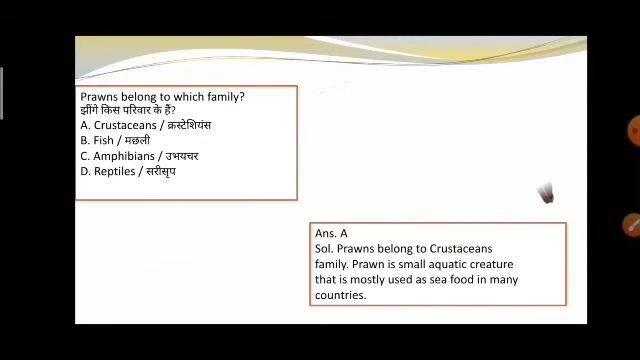 Prawns belong to which family?
झींगे किस परिवार के हैं?
A. Crustaceans / क्रस्टेशियंस
B. Fish / मछली
C. Amphibians / उभयचर
D. Reptiles / सरीसृप
Ans. A
Sol. Prawns belong to Crustaceans
family. Prawn is small aquatic creature
that is mostly used as sea food in many
countries.